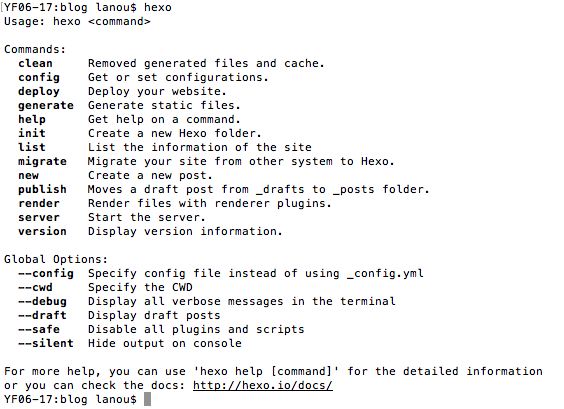 YF06-17:blog lanou$ hexo
Usage: hexo <command>
Commands:
clean Removed generated files and cache.
config Get or set configurations.
deploy Deploy your website.
generate Generate static files.
help Get help on a command.
init Create a new Hexo folder.
list List the information of the site
migrate Migrate your site from other system to Hexo.
new Create a new post.
publish Moves a draft post from _drafts to _posts folder.
render Render files with renderer plugins.
server Start the server.
version Display version information.
Global Options:
--config Specify config file instead of using _config.yml
--cwd Specify the CWD
--debug Display all verbose messages in the terminal
--draft Display draft posts
--safe Disable all plugins and scripts
--silent Hide output on console
For more help, you can use 'hexo help [command]' for the detailed information
or you can check the docs: http://hexo.io/docs/
YF06-17:blog lanou$